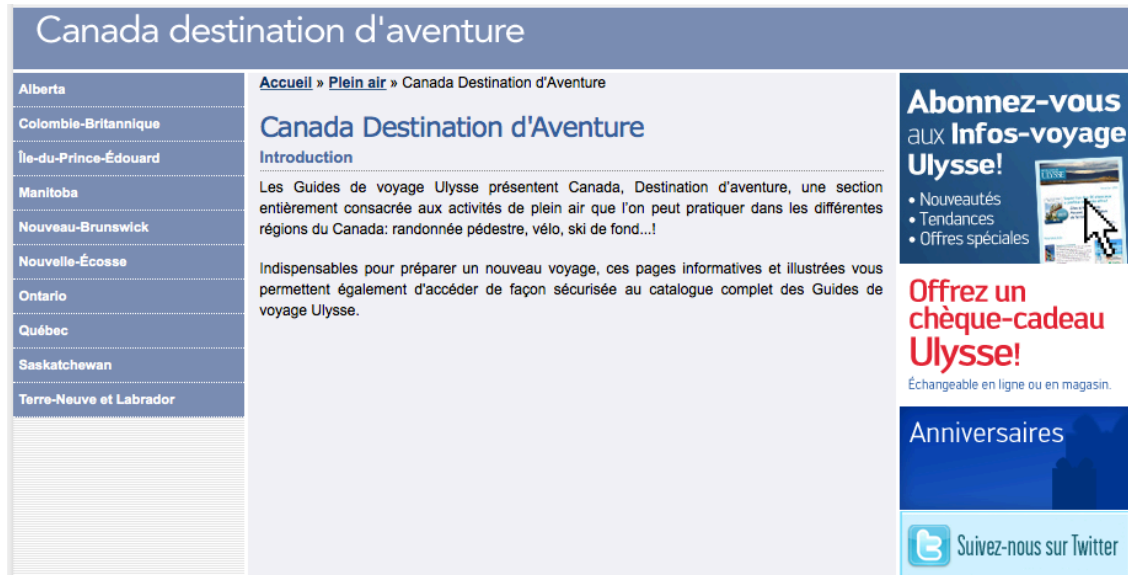 Canada destination d'aventure
Alberta
Colombie-Britannique
Île-du-Prince-Édouard
Manitoba
Nouveau-Brunswick
Nouvelle-Écosse
Ontario
Québec
Saskatchewan
Terre-Neuve et Labrador
Accueil » Plein air » Canada Destination d'Aventure
Canada Destination d'Aventure
Introduction
Les Guides de voyage Ulysse présentent Canada, Destination d'aventure, une section
entièrement consacrée aux activités de plein air que l'on peut pratiquer dans les différentes
régions du Canada: randonnée pédestre, vélo, ski de fond...!
Indispensables pour préparer un nouveau voyage, ces pages informatives et illustrées vous
permettent également d'accéder de façon sécurisée au catalogue complet des Guides de
voyage Ulysse.
Abonnez-vous
aux Infos-voyage
Ulysse!
• Nouveautés
• Tendances
• Offres spéciales
Offrez un
chèque-cadeau
Ulysse!
Échangeable en ligne ou en magasin.
Anniversaires
Suivez-nous sur Twitter